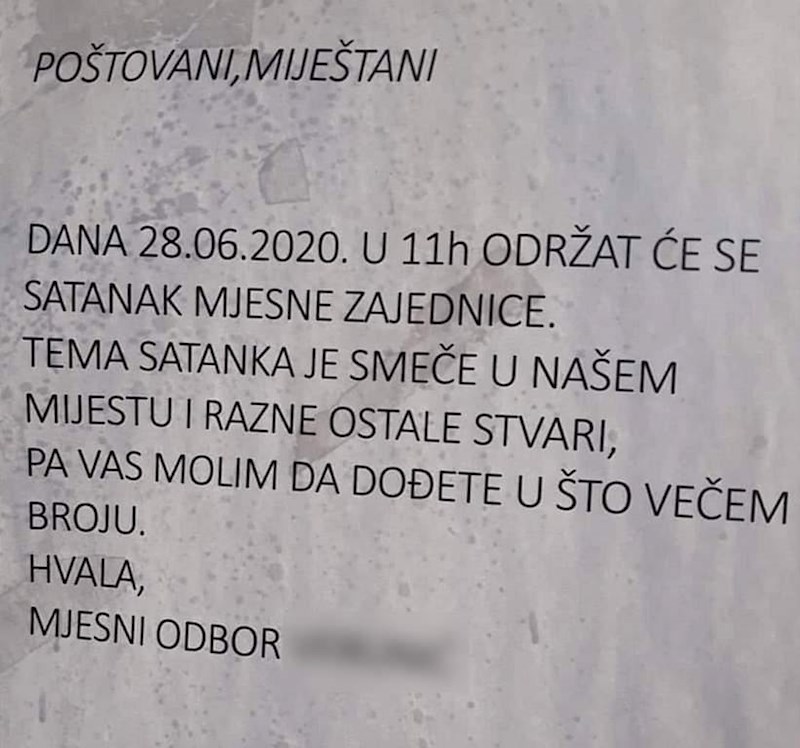 POŠTOVANI,MIJEŠTANI
DANA 28.06.2020. U 11h ODRŽAT ĆE SE
SATANAK MJESNE ZAJEDNICE.
TEMA SATANKA JE SMEČE U NAŠEM
MIJESTU I RAZNE OSTALE STVARI,
PA VAS MOLIM DA DOĐETE U ŠTO VEČEM
BROJU.
HVALA,
MJESNI ODBOR